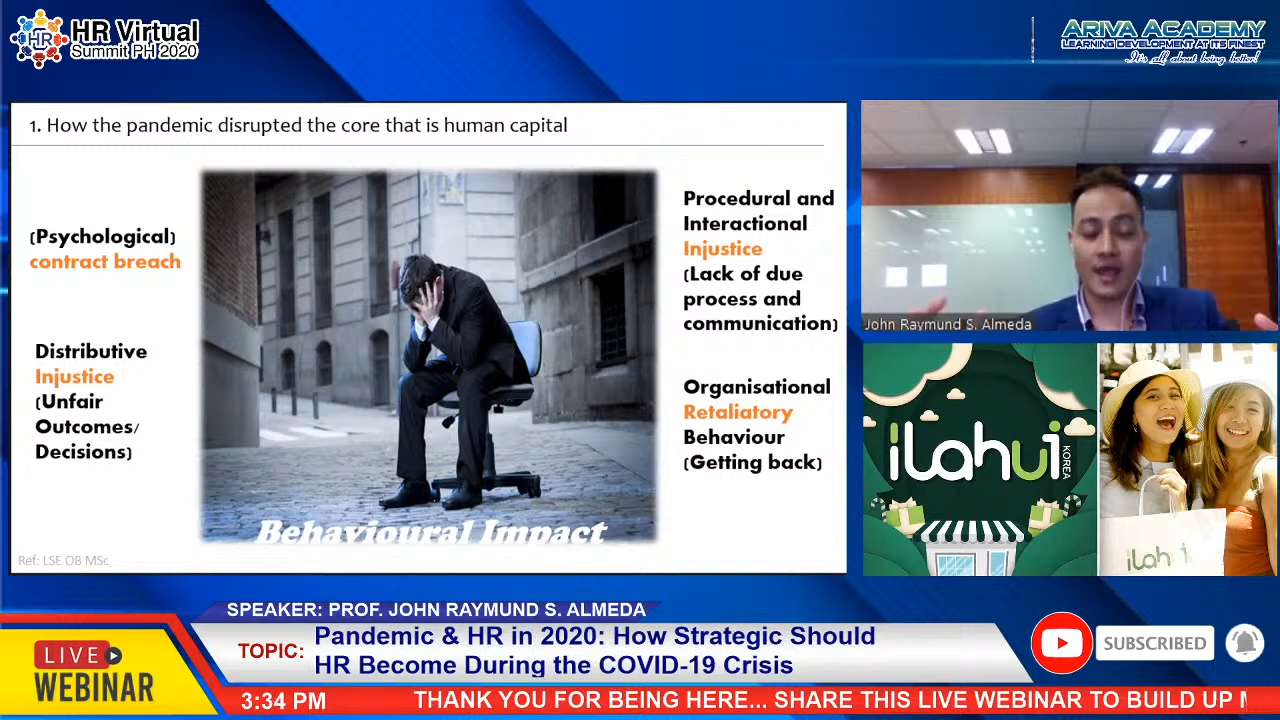 HR
HR Virtual
Summit PH 2020
ARIVA ACADEMY
LEARNING DEVELOPMENT AT ITS FINEST
It's all about being better!
1. How the pandemic disrupted the core that is human capital
(Psychological)
contract breach
Distributive
Injustice
(Unfair
Outcomes/
Decisions)
Behavioural Impact
Procedural and
Interactional
Injustice
(Lack of due
process and
communication)
Organisational
Retaliatory
Behaviour
(Getting back)
Ref: LSE OB MSc
John Raymund S. Almeda
ilahui
KOREA
ilahui
SPEAKER: PROF. JOHN RAYMUND S. ALMEDA
LIVE
WEBINAR
TOPIC:
Pandemic & HR in 2020: How Strategic Should
HR Become During the COVID-19 Crisis
SUBSCRIBED
3:34 PM
THANK YOU FOR BEING HERE... SHARE THIS LIVE WEBINAR TO BUILD UP